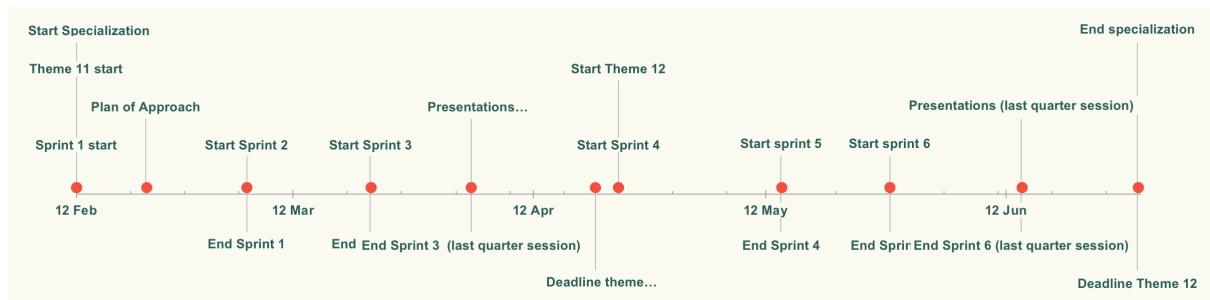 Start Specialization
End specialization
Theme 11 start
Start Theme 12
Plan of Approach
Presentations…
Presentations (last quarter session)
Sprint 1 start
Start Sprint 2
Start Sprint 3
Start Sprint 4
Start sprint 5
Start sprint 6
12 Feb
12 Mar
12 Apr
12 May
12 Jun
End Sprint 1
End
End Sprint 3 (last quarter session)
End Sprint 4
End
End Sprint 6 (last quarter session)
Deadline theme…
Deadline Theme 12